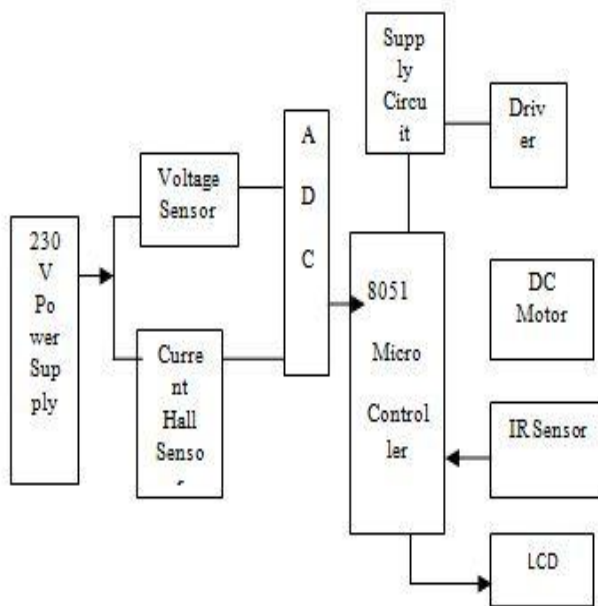 Supp
ly
Circu
it
Driv
er
A
D
C
Voltage
Sensor
230
V
Po
wer
Sup
ply
8051
Micro
Control
ler
DC
Motor
Curre
nt
Hall
Senso
IR Sensor
LCD